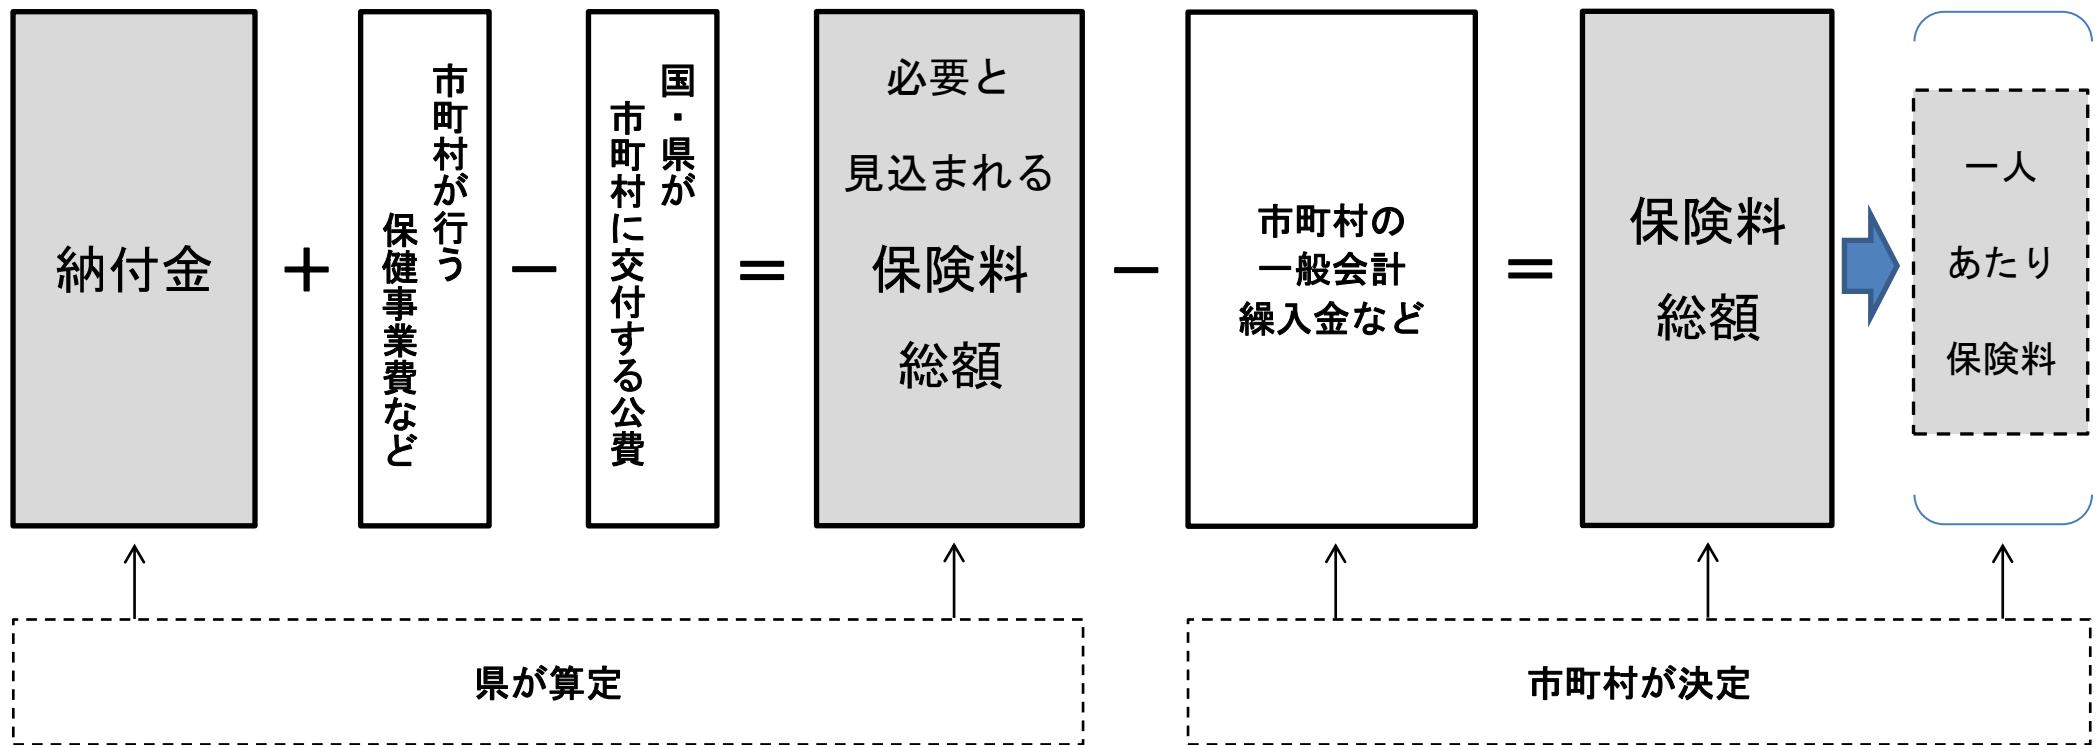 納付金
＋
市町村が行う
保健事業費など
－
国・県が
市町村に交付する公費
＝
必要と
見込まれる
保険料
総額
－
市町村の
一般会計
繰入金など
＝
保険料
総額
一人
あたり
保険料
県が算定
市町村が決定